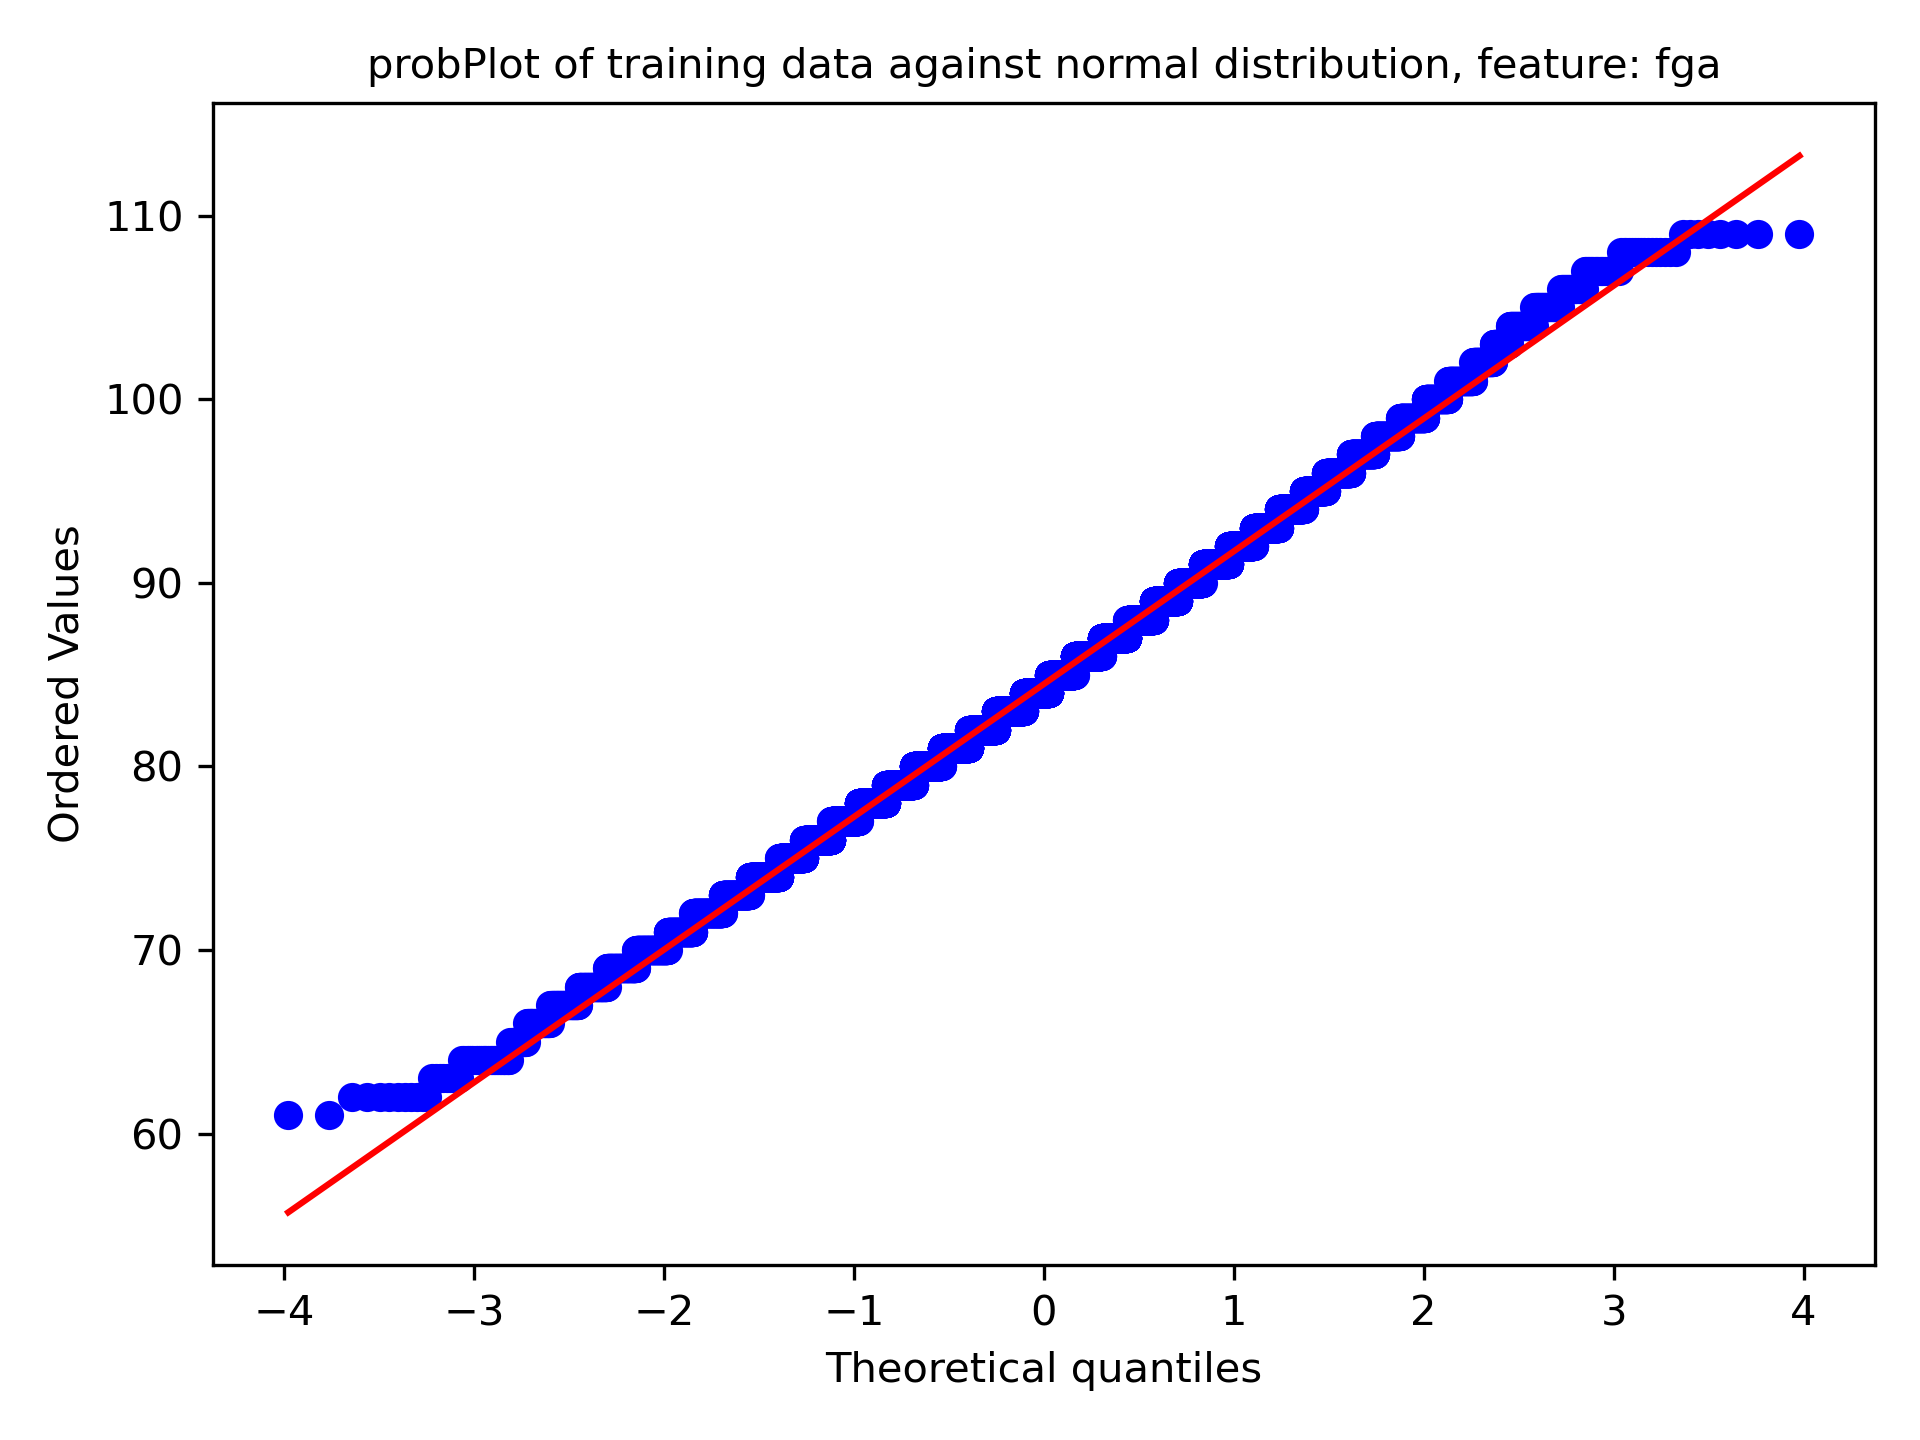 probPlot of training data against normal distribution, feature: fga
Ordered Values
110
100
90
80
70
60
−4 −3 −2 −1 0 1 2 3 4
Theoretical quantiles